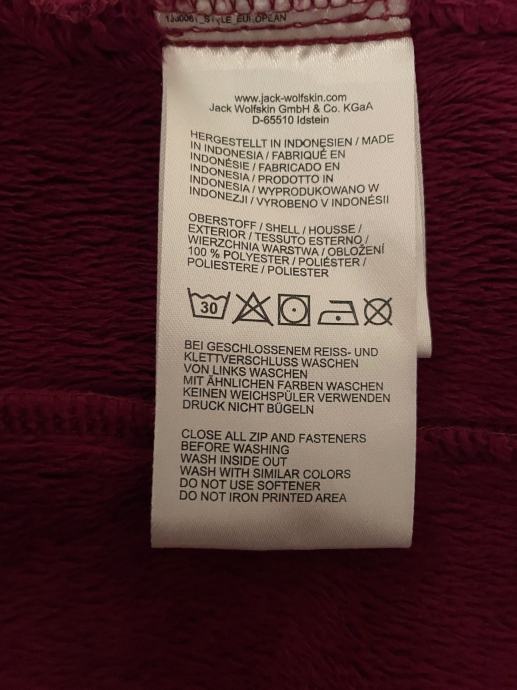 STYLE EUROPEAN
www.jack-wolfskin.com
Jack Wolfskin GmbH & Co. KGaA
D-65510 Idstein
HERGESTELLT IN INDONESIEN / MADE
IN INDONESIA / FABRIQUÉ EN
INDONÉSIE / FABRICADO EN
INDONESIA / PRODOTTO IN
INDONESIA / WYPRODUKOWANO W
INDONEZJI / VYROBENO V INDONÉSII
OBERSTOFF / SHELL / HOUSSE /
EXTERIOR / TESSUTO ESTERNO /
WIERZCHNIA WARSTWA / OBLOŽENÍ
100 % POLYESTER / POLIÉSTER /
POLIESTERE / POLIESTER
30
BEI GESCHLOSSENEM REISS- UND
KLETTVERSCHLUSS WASCHEN
VON LINKS WASCHEN
MIT ÄHNLICHEN FARBEN WASCHEN
KEINEN WEICHSPÜLER VERWENDEN
DRUCK NICHT BÜGELN
CLOSE ALL ZIP AND FASTENERS
BEFORE WASHING
WASH INSIDE OUT
WASH WITH SIMILAR COLORS
DO NOT USE SOFTENER
DO NOT IRON PRINTED AREA